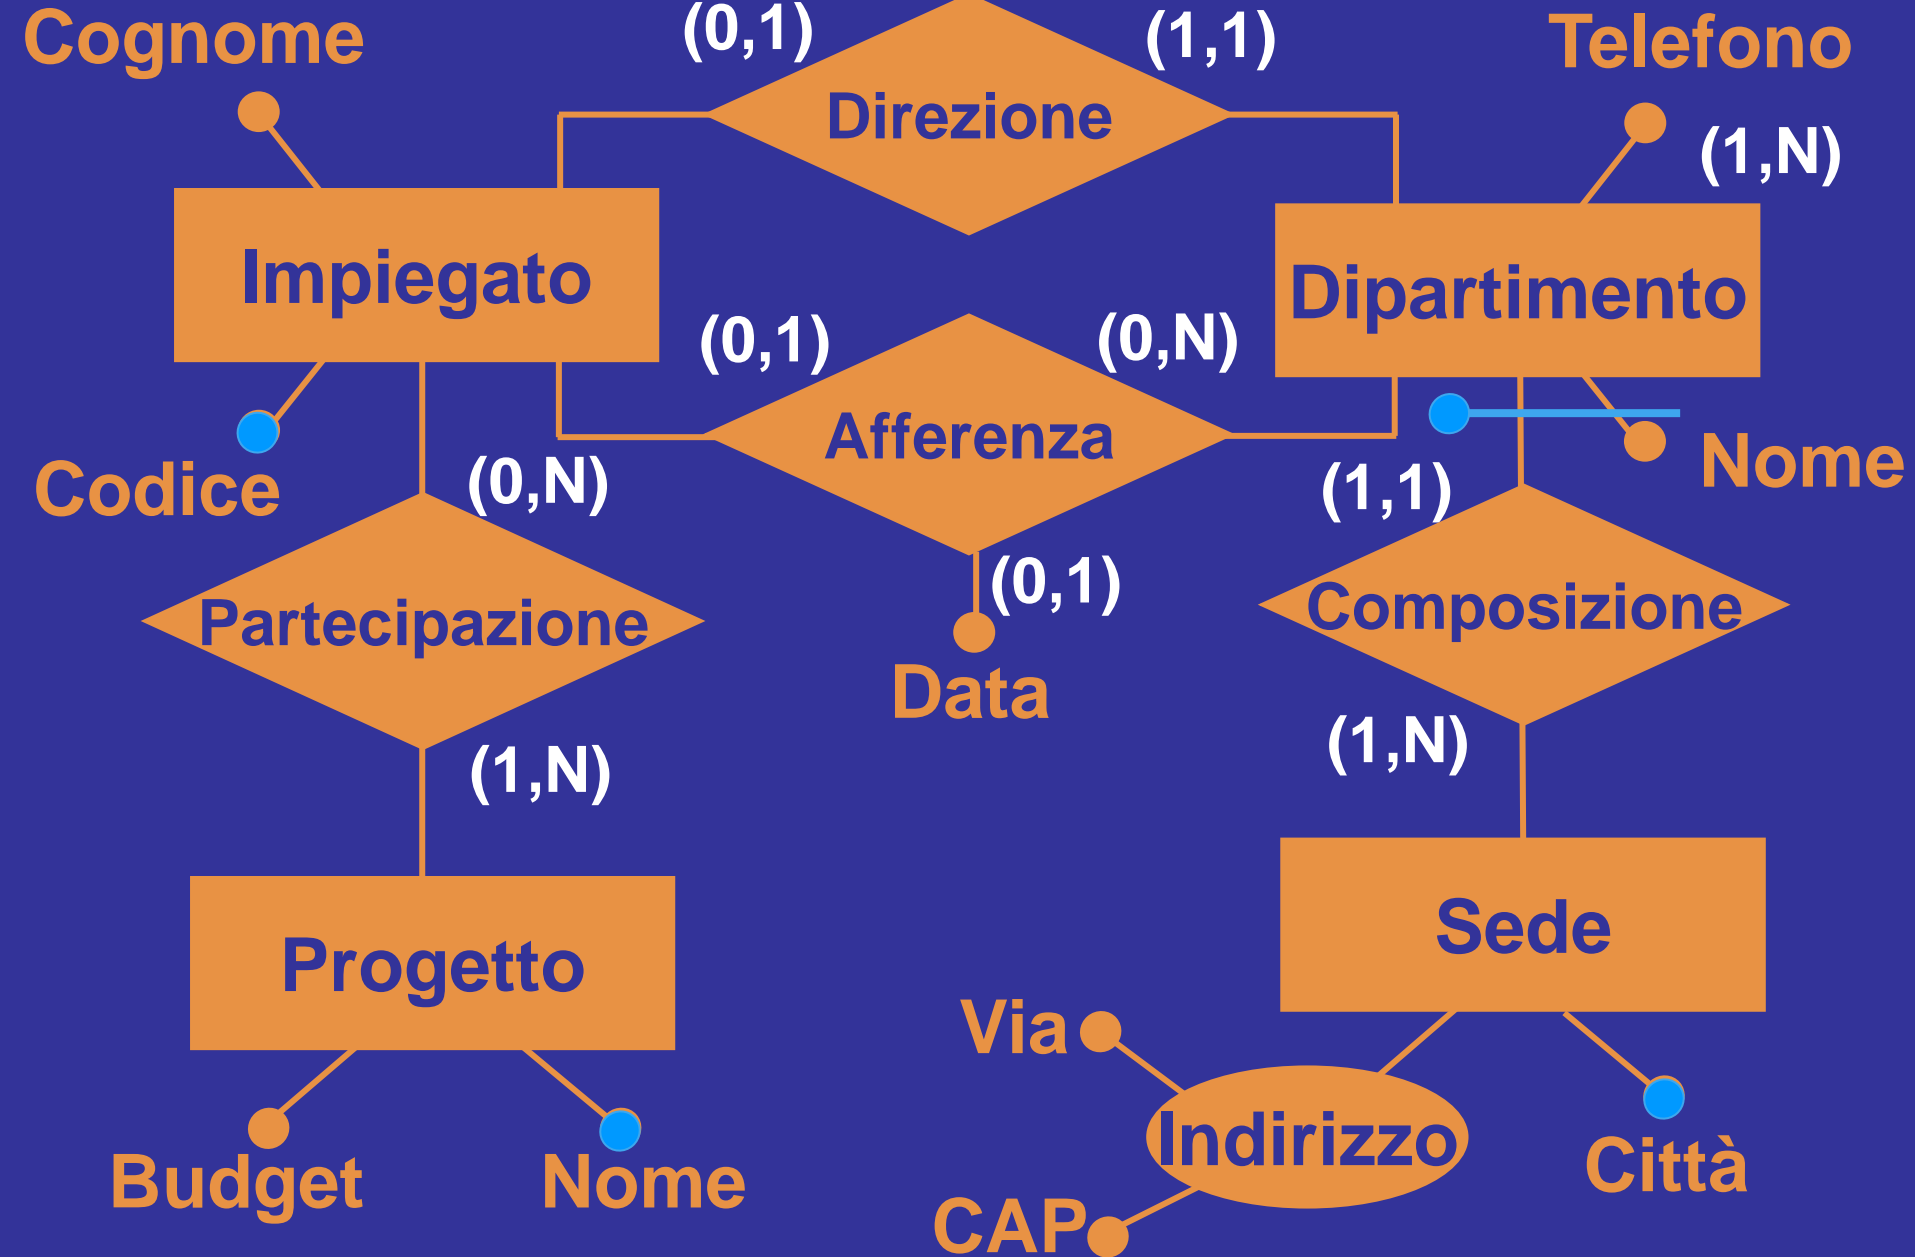 Cognome
(0,1)
(1,1)
Telefono
Direzione
(1,N)
Impiegato
Dipartimento
(0,1)
(0,N)
Afferenza
Codice
(0,N)
(1,1)
Nome
(0,1)
Partecipazione
Composizione
Data
(1,N)
(1,N)
Sede
Progetto
Via
Indirizzo
Budget
Nome
Città
CAP